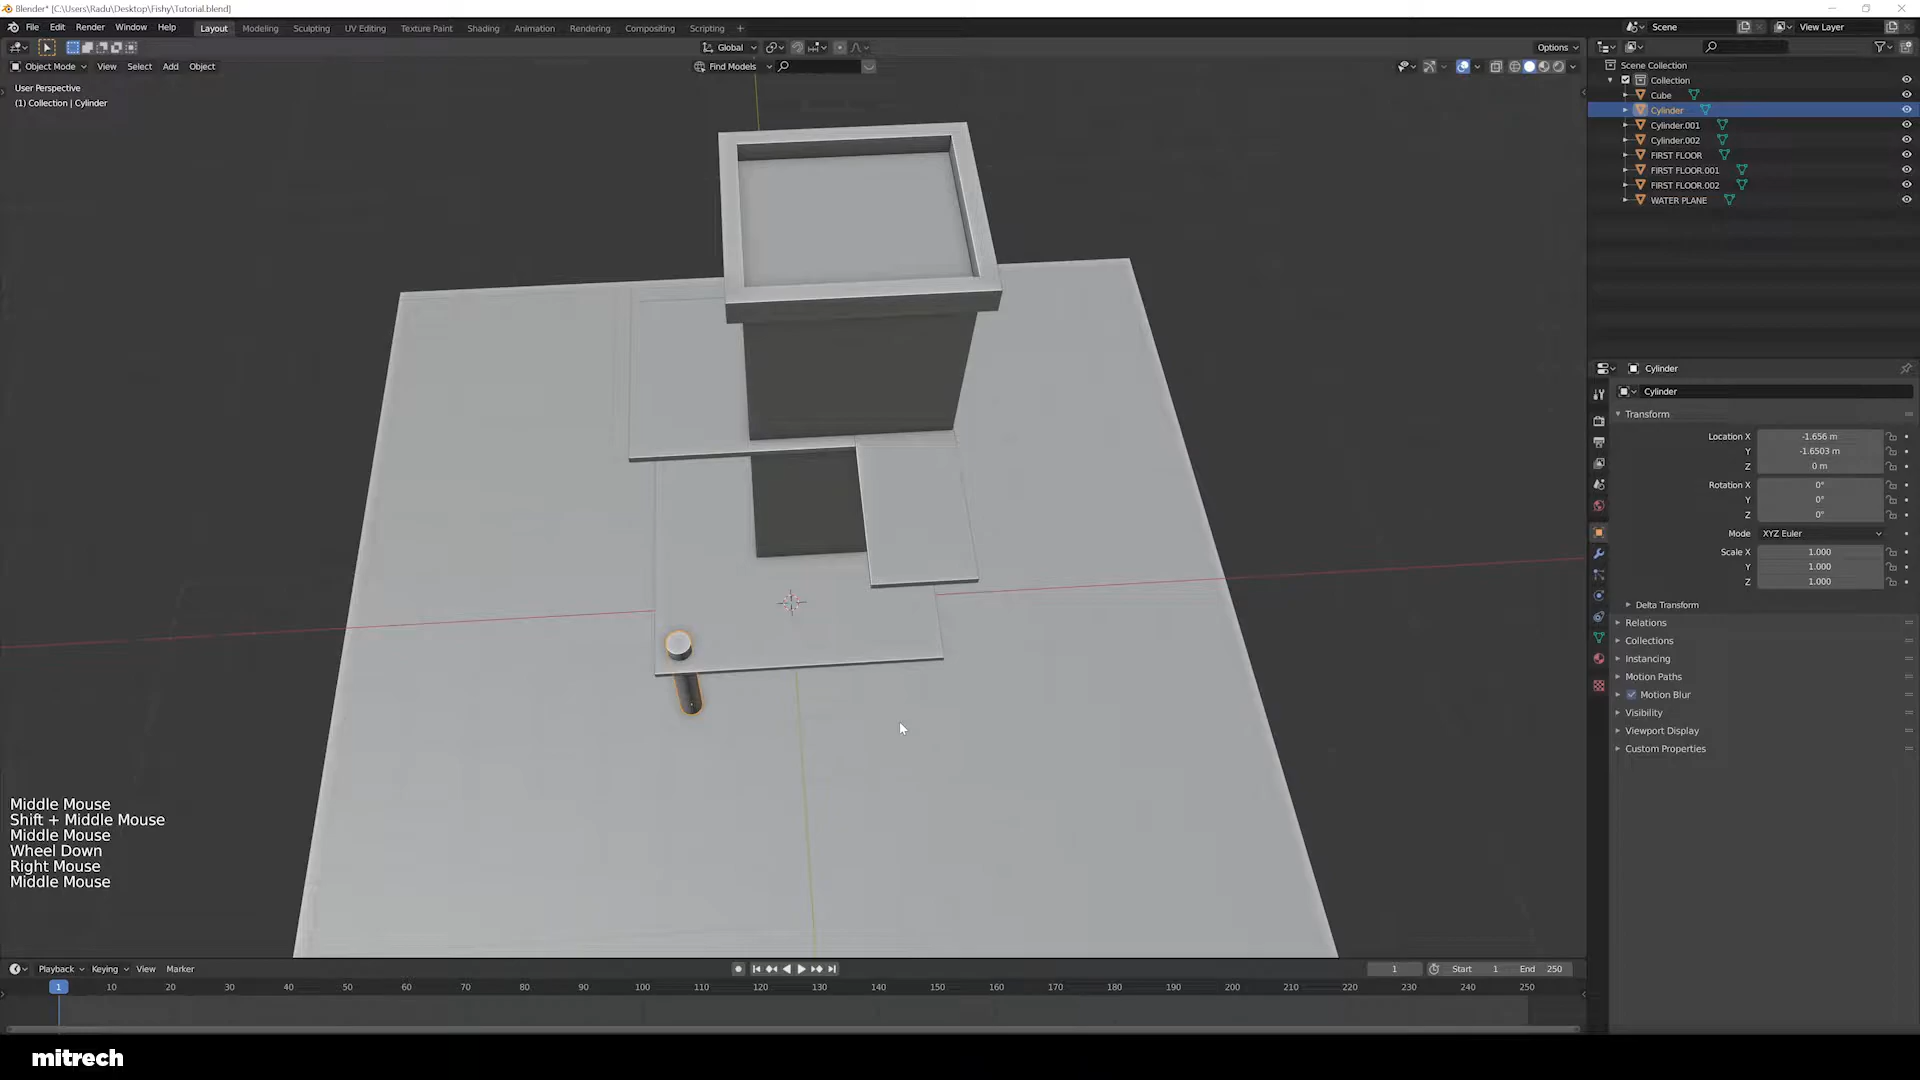 Blender* [C:\Users\Radu\Desktop\Fishy\Tutorial.blend]
File Edit Render Window Help Layout Modeling Sculpting UV Editing Texture Paint Shading Animation Rendering Compositing Scripting + Scene View Layer
Global Options
Object Mode View Select Add Object Find Models
User Perspective
(1) Collection | Cylinder
Scene Collection
Collection
Cube
Cylinder
Cylinder.001
Cylinder.002
FIRST FLOOR
FIRST FLOOR.001
FIRST FLOOR.002
WATER PLANE
Cylinder
Cylinder
Transform
Location X -1.656 m
Y -1.6503 m
Z 0 m
Rotation X 0°
Y 0°
Z 0°
Mode XYZ Euler
Scale X 1.000
Y 1.000
Z 1.000
Delta Transform
Relations
Collections
Instancing
Motion Paths
Motion Blur
Visibility
Viewport Display
Custom Properties
Middle Mouse
Shift + Middle Mouse
Middle Mouse
Wheel Down
Right Mouse
Middle Mouse
Playback Keying View Marker 1 Start 1 End 250
1 10 20 30 40 50 60 70 80 90 100 110 120 130 140 150 160 170 180 190 200 210 220 230 240 250
mitrech